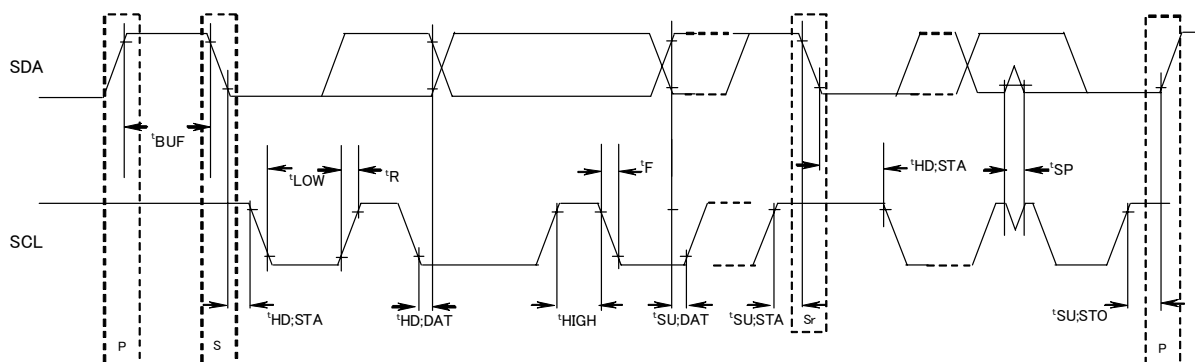 SDA
tBUF
tLOW
tR
tF
tHD;STA
tSP
SCL
tHD;STA
tHD;DAT
tHIGH
tSU;DAT
tSU;STA
Sr
tSU;STO
P
S
P